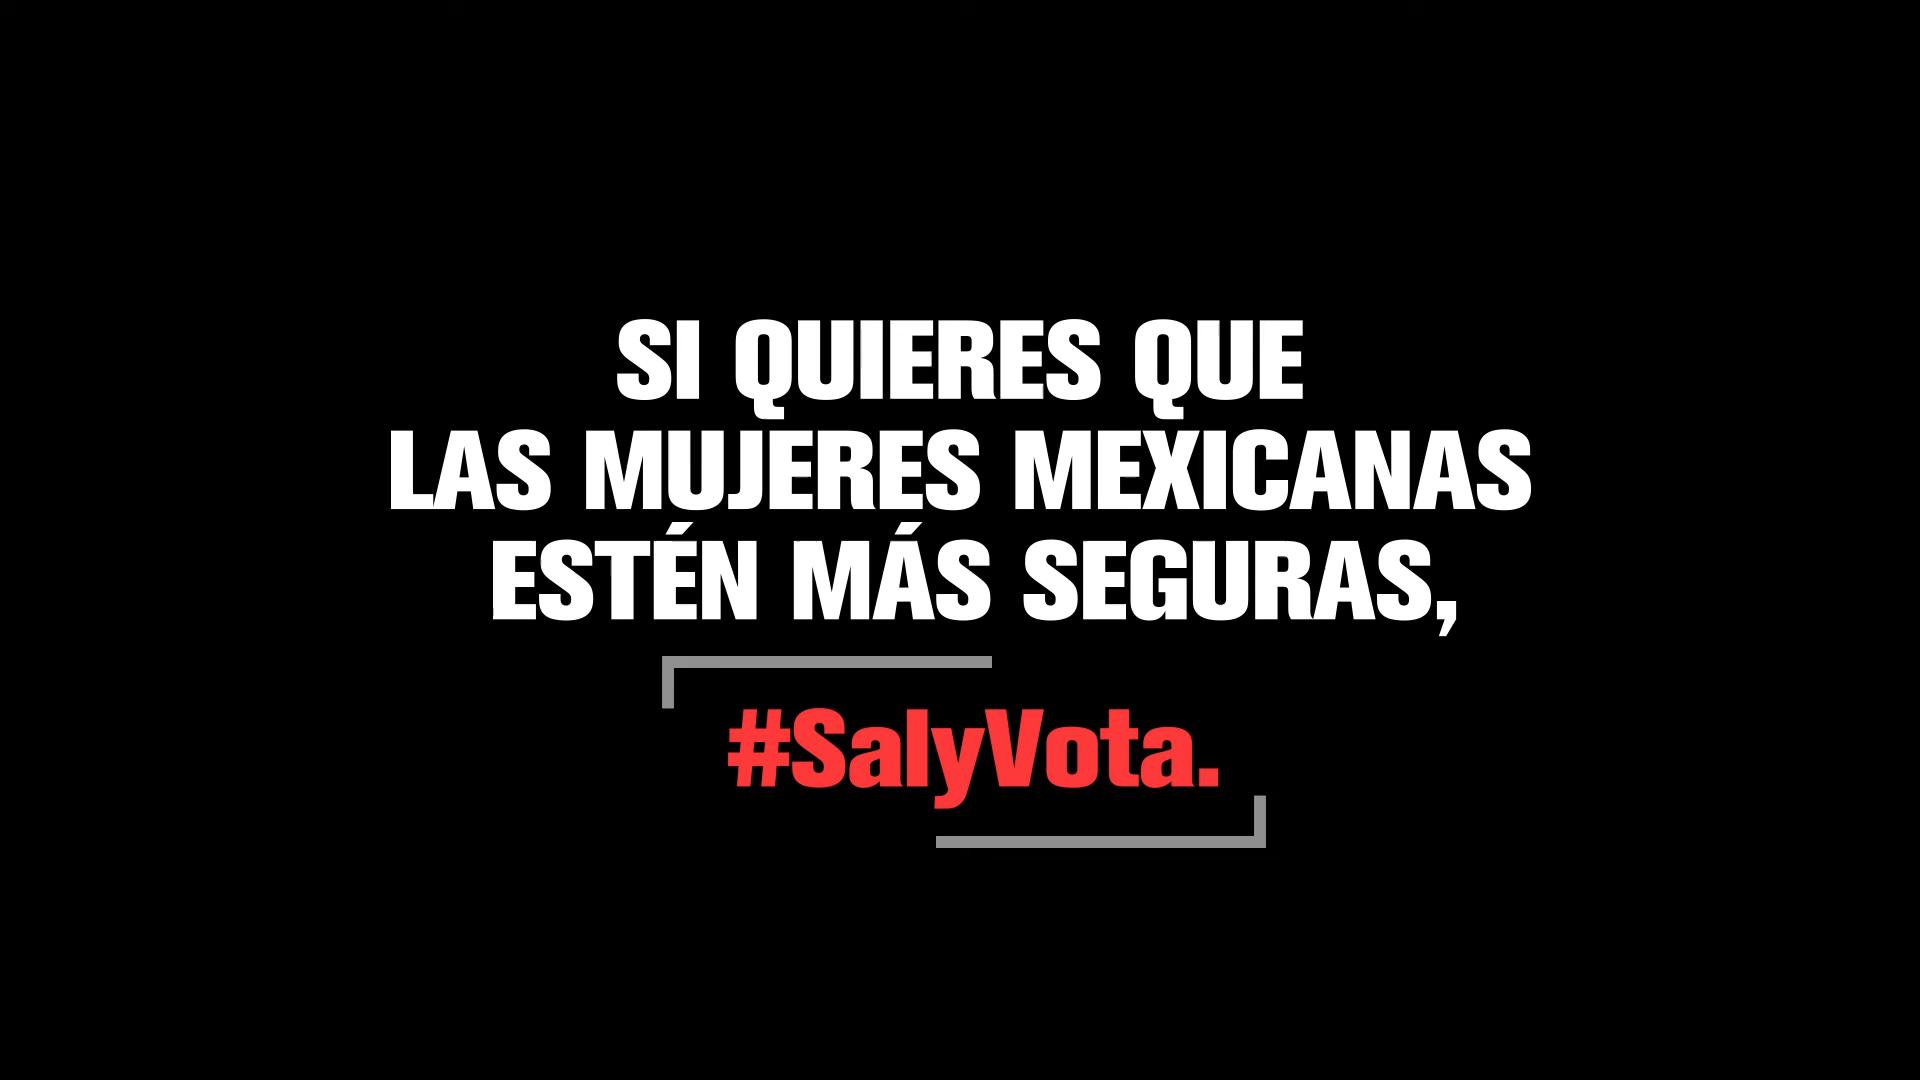 SI QUIERES QUE
LAS MUJERES MEXICANAS
ESTÉN MÁS SEGURAS,
#SalyVota.